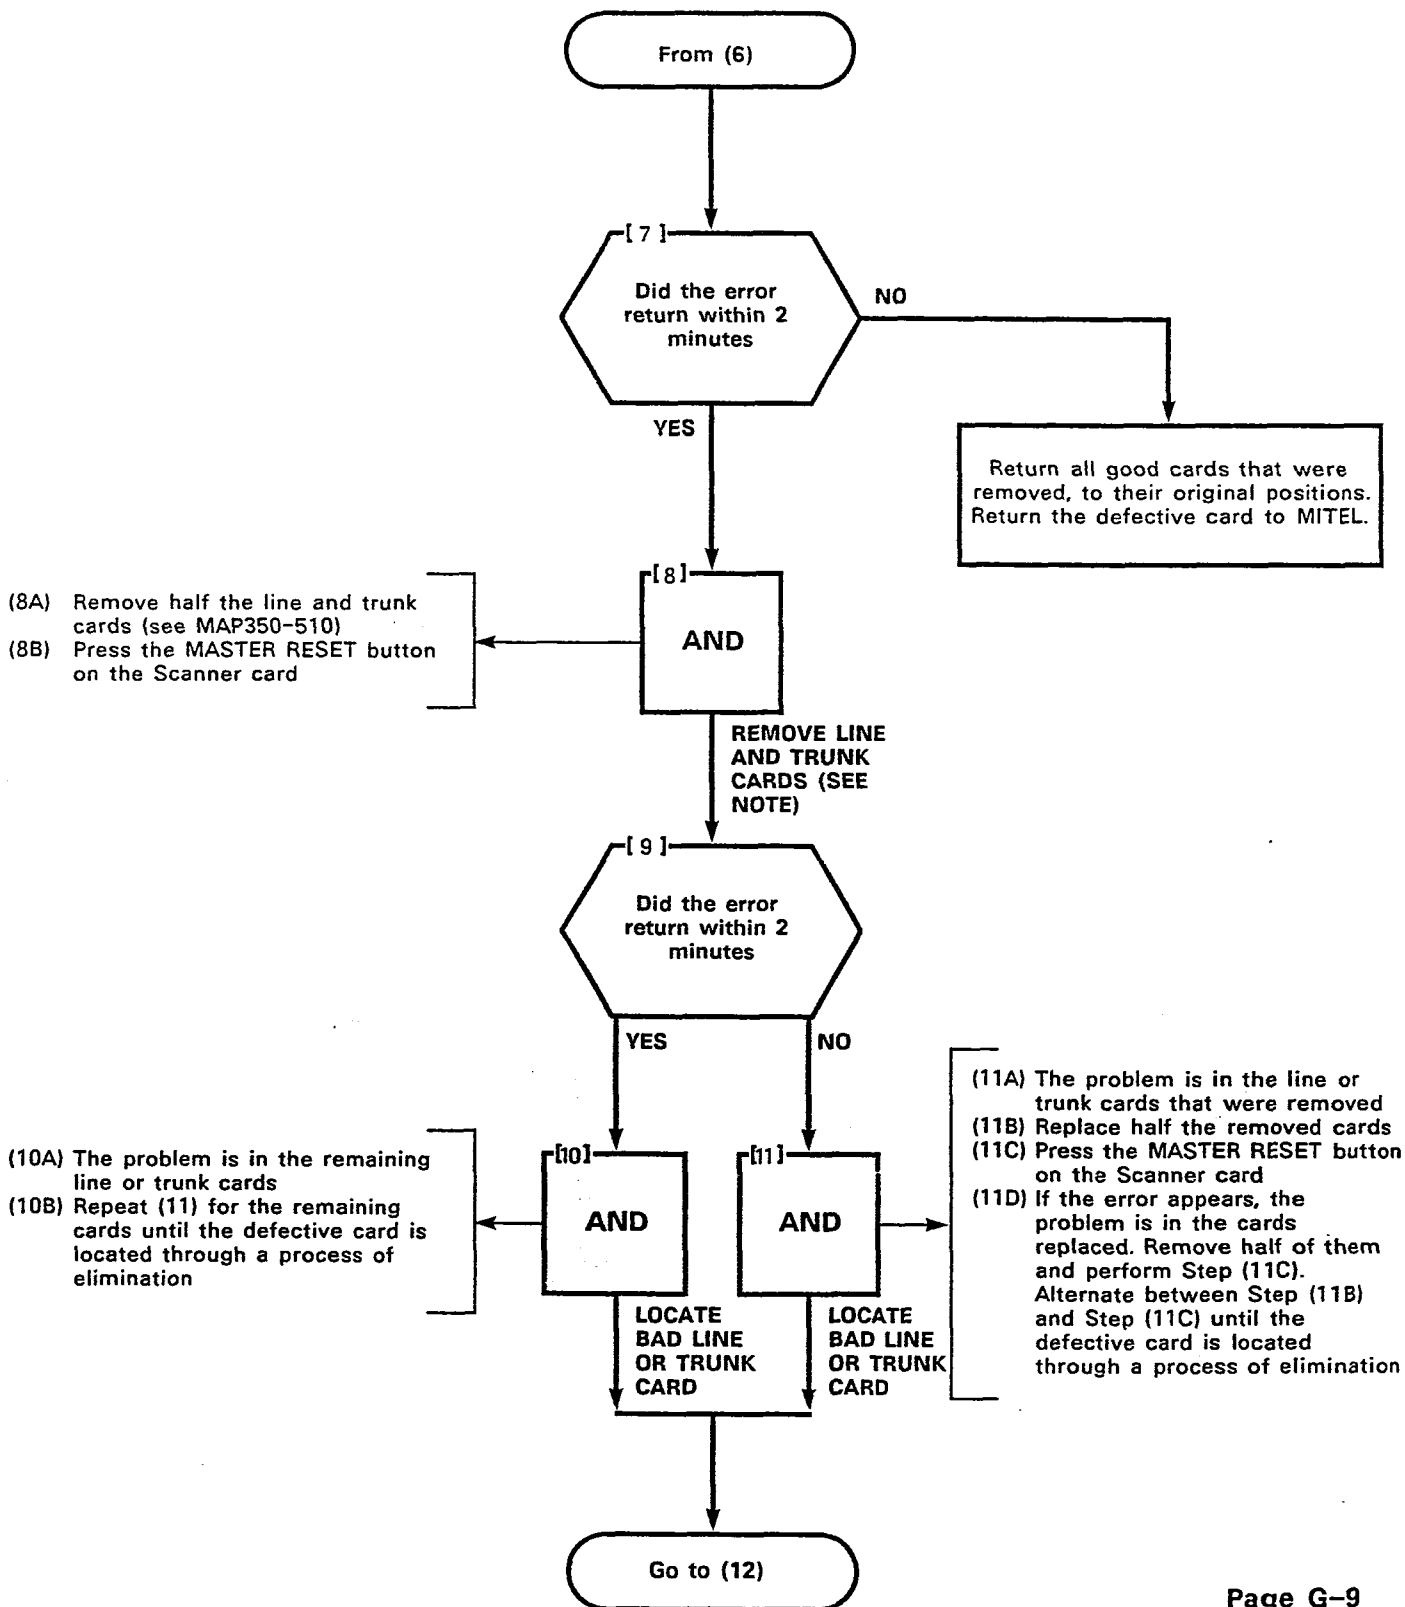 From (6)
[ 7 ]
Did the error
return within 2
minutes
NO
YES
Return all good cards that were
removed, to their original positions.
Return the defective card to MITEL.
[8]
AND
(8A) Remove half the line and trunk
cards (see MAP350-510)
(8B) Press the MASTER RESET button
on the Scanner card
REMOVE LINE
AND TRUNK
CARDS (SEE
NOTE)
[ 9 ]
Did the error
return within 2
minutes
YES
NO
[10]
AND
(10A) The problem is in the remaining
line or trunk cards
(10B) Repeat (11) for the remaining
cards until the defective card is
located through a process of
elimination
[11]
AND
(11A) The problem is in the line or
trunk cards that were removed
(11B) Replace half the removed cards
(11C) Press the MASTER RESET button
on the Scanner card
(11D) If the error appears, the
problem is in the cards
replaced. Remove half of them
and perform Step (11C).
Alternate between Step (11B)
and Step (11C) until the
defective card is located
through a process of elimination
LOCATE
BAD LINE
OR TRUNK
CARD
LOCATE
BAD LINE
OR TRUNK
CARD
Go to (12)
Page G-9